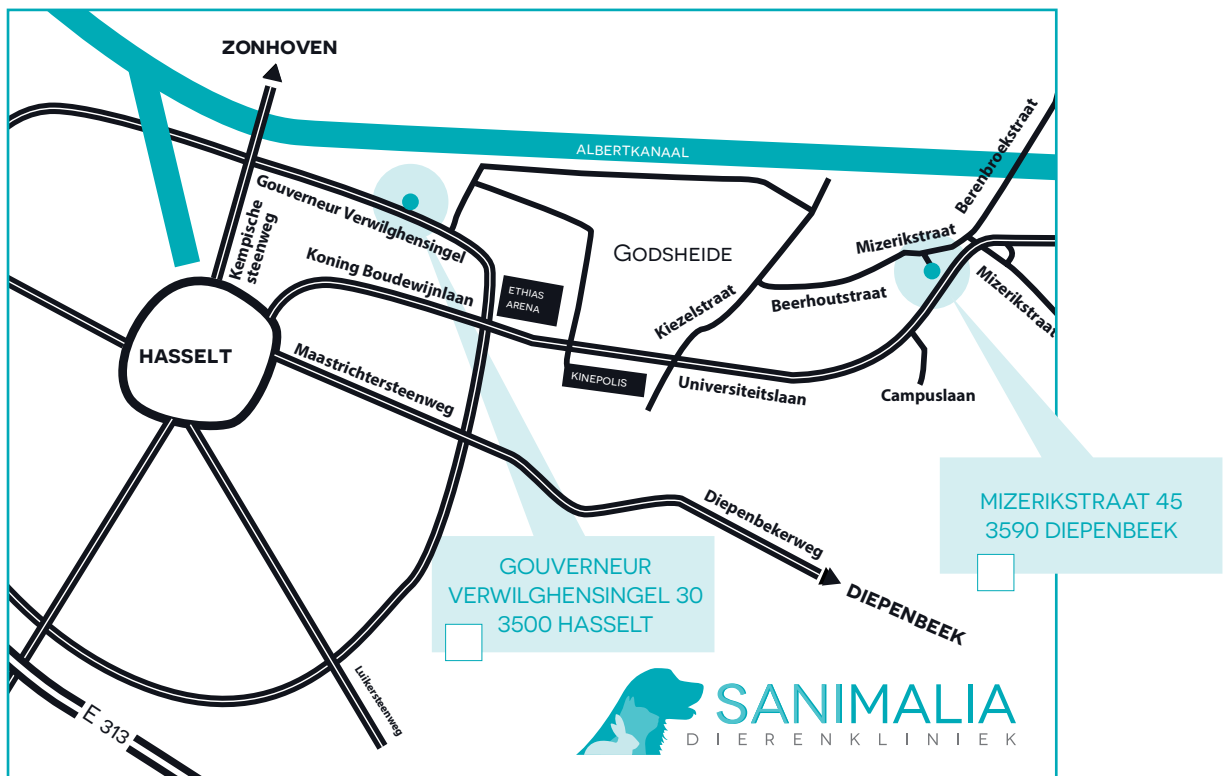 ZONHOVEN
ALBERTKANAAL
Berenbroekstraat
Gouverneur Verwilghensingel
Kempische
steenweg
Koning Boudewijnlaan
GODSHEIDE
Mizerikstraat
Mizerikstraat
Beerhoutstraat
ETHIAS
ARENA
Kiezelstraat
HASSELT
Maastrichtersteenweg
KINEPOLIS
Universiteitslaan
Campuslaan
Diepenbekerweg
DIEPENBEEK
MIZERIKSTRAAT 45
3590 DIEPENBEEK
GOUVERNEUR
VERWILGHENSINGEL 30
3500 HASSELT
Luikersteenweg
E 313
SANIMALIA
DIERENKLINIEK